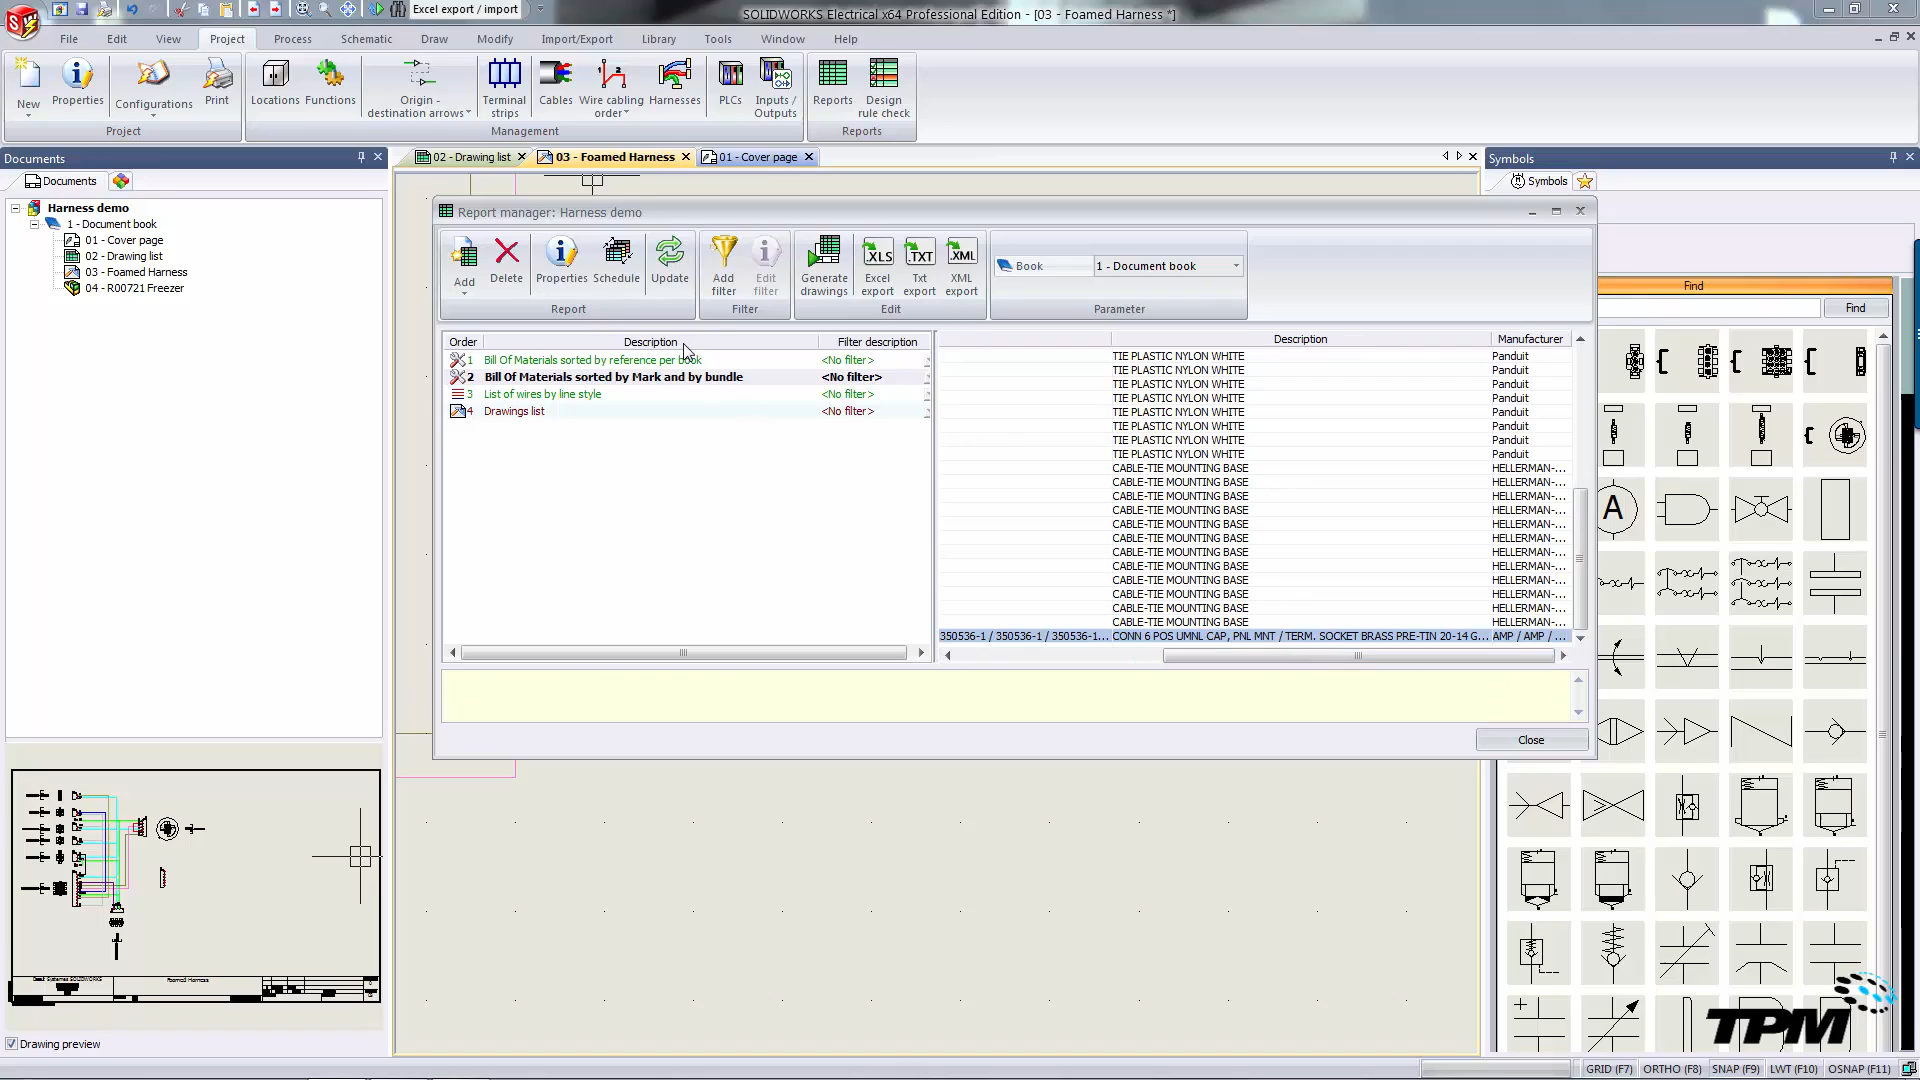 Excel export / import
SOLIDWORKS Electrical x64 Professional Edition - [03 - Foamed Harness *]
File Edit View Project Process Schematic Draw Modify Import/Export Library Tools Window Help
New Properties Configurations Print Locations Functions Origin - destination arrows Terminal strips Cables Wire cabling order Harnesses PLCs Inputs / Outputs Reports Design rule check
Project Management Reports
Documents
Documents
Harness demo
1 - Document book
01 - Cover page
02 - Drawing list
03 - Foamed Harness
04 - R00721 Freezer
02 - Drawing list 03 - Foamed Harness 01 - Cover page
Symbols
Symbols
Find
Find
Report manager: Harness demo
Add Delete Properties Schedule Update Add filter Edit filter Generate drawings Excel export Txt export XML export
.XLS .TXT .XML
Book 1 - Document book
Report Filter Edit Parameter
Order Description Filter description
1 Bill Of Materials sorted by reference per book <No filter>
2 Bill Of Materials sorted by Mark and by bundle <No filter>
3 List of wires by line style <No filter>
4 Drawings list <No filter>
Description Manufacturer
TIE PLASTIC NYLON WHITE Panduit
TIE PLASTIC NYLON WHITE Panduit
TIE PLASTIC NYLON WHITE Panduit
TIE PLASTIC NYLON WHITE Panduit
TIE PLASTIC NYLON WHITE Panduit
TIE PLASTIC NYLON WHITE Panduit
TIE PLASTIC NYLON WHITE Panduit
TIE PLASTIC NYLON WHITE Panduit
CABLE-TIE MOUNTING BASE HELLERMAN-...
CABLE-TIE MOUNTING BASE HELLERMAN-...
CABLE-TIE MOUNTING BASE HELLERMAN-...
CABLE-TIE MOUNTING BASE HELLERMAN-...
CABLE-TIE MOUNTING BASE HELLERMAN-...
CABLE-TIE MOUNTING BASE HELLERMAN-...
CABLE-TIE MOUNTING BASE HELLERMAN-...
CABLE-TIE MOUNTING BASE HELLERMAN-...
CABLE-TIE MOUNTING BASE HELLERMAN-...
CABLE-TIE MOUNTING BASE HELLERMAN-...
CABLE-TIE MOUNTING BASE HELLERMAN-...
CABLE-TIE MOUNTING BASE HELLERMAN-...
350536-1 / 350536-1 / 350536-1... CONN 6 POS UMNL CAP, PNL MNT / TERM. SOCKET BRASS PRE-TIN 20-14 G... AMP / AMP / ...
Close
A
Foamed Harness
Drawing preview
TPM
GRID (F7) ORTHO (F8) SNAP (F9) LWT (F10) OSNAP (F11)